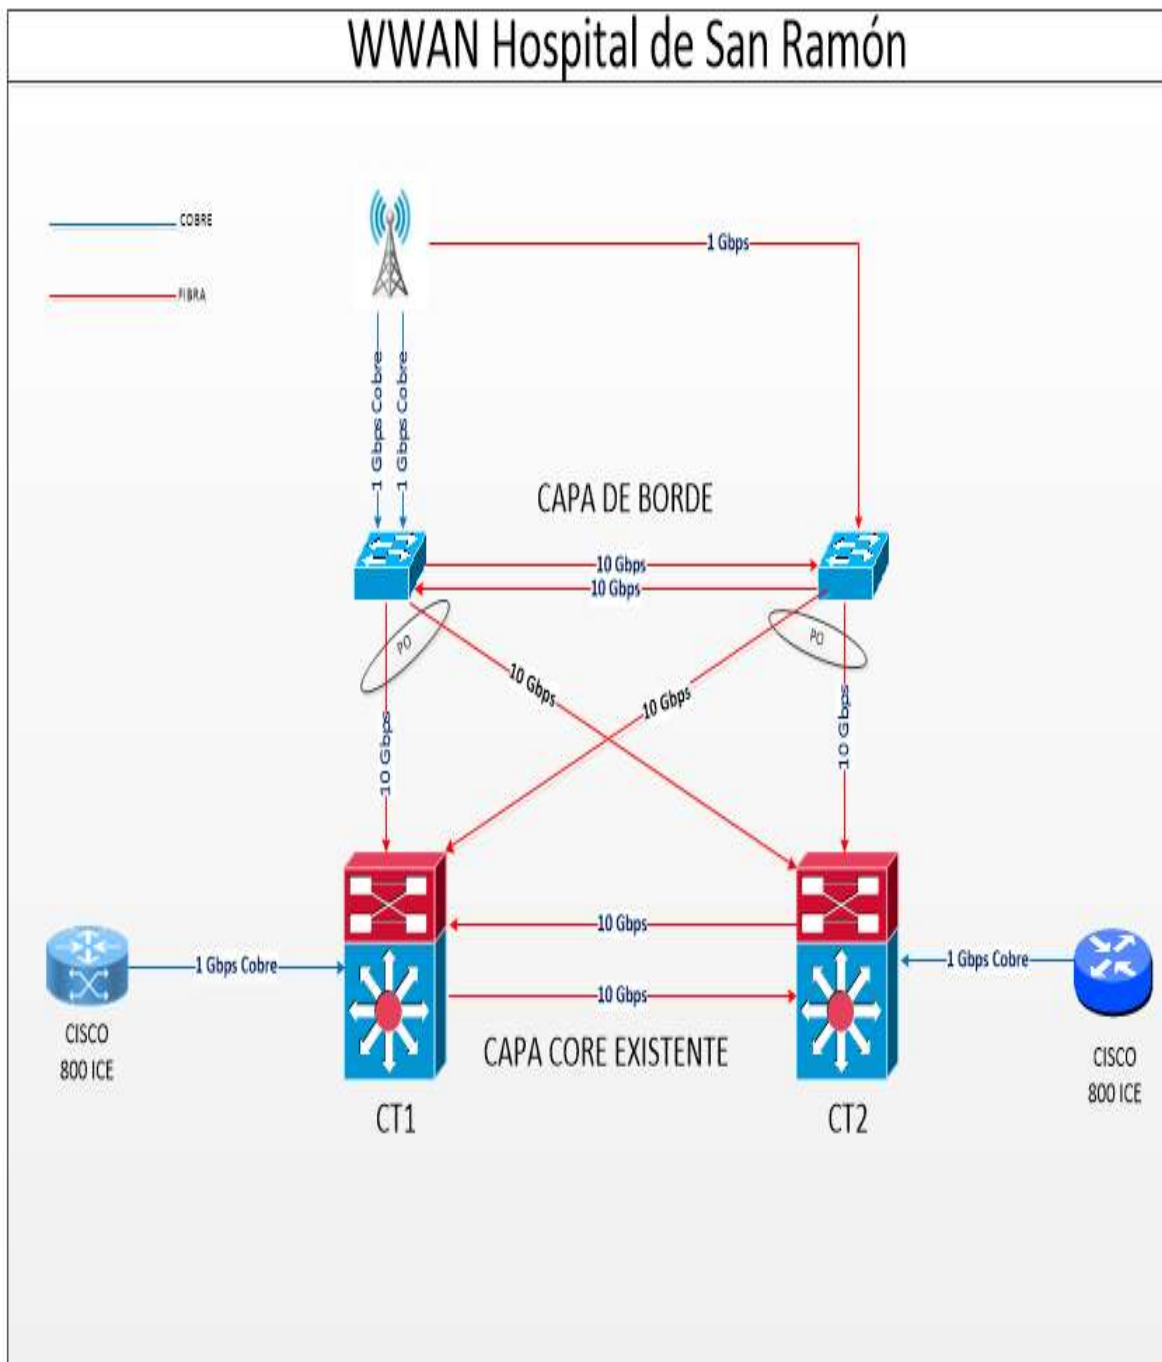 WWAN Hospital de San Ramón
COBRE
FIBRA
1 Gbps
1 Gbps Cobre
1 Gbps Cobre
CAPA DE BORDE
10 Gbps
10 Gbps
PO
PO
10 Gbps
10 Gbps
10 Gbps
10 Gbps
10 Gbps
1 Gbps Cobre
1 Gbps Cobre
10 Gbps
CISCO
800 ICE
CAPA CORE EXISTENTE
CISCO
800 ICE
CT1
CT2